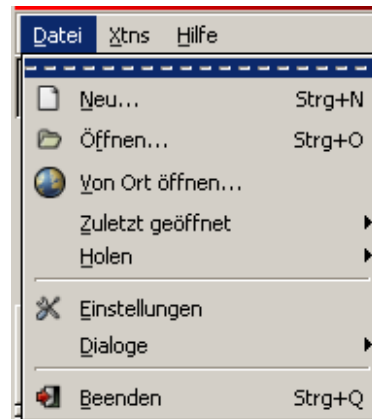 Datei Xtns Hilfe
Neu... Strg+N
Öffnen... Strg+O
Von Ort öffnen...
Zuletzt geöffnet
Holen
Einstellungen
Dialoge
Beenden Strg+Q